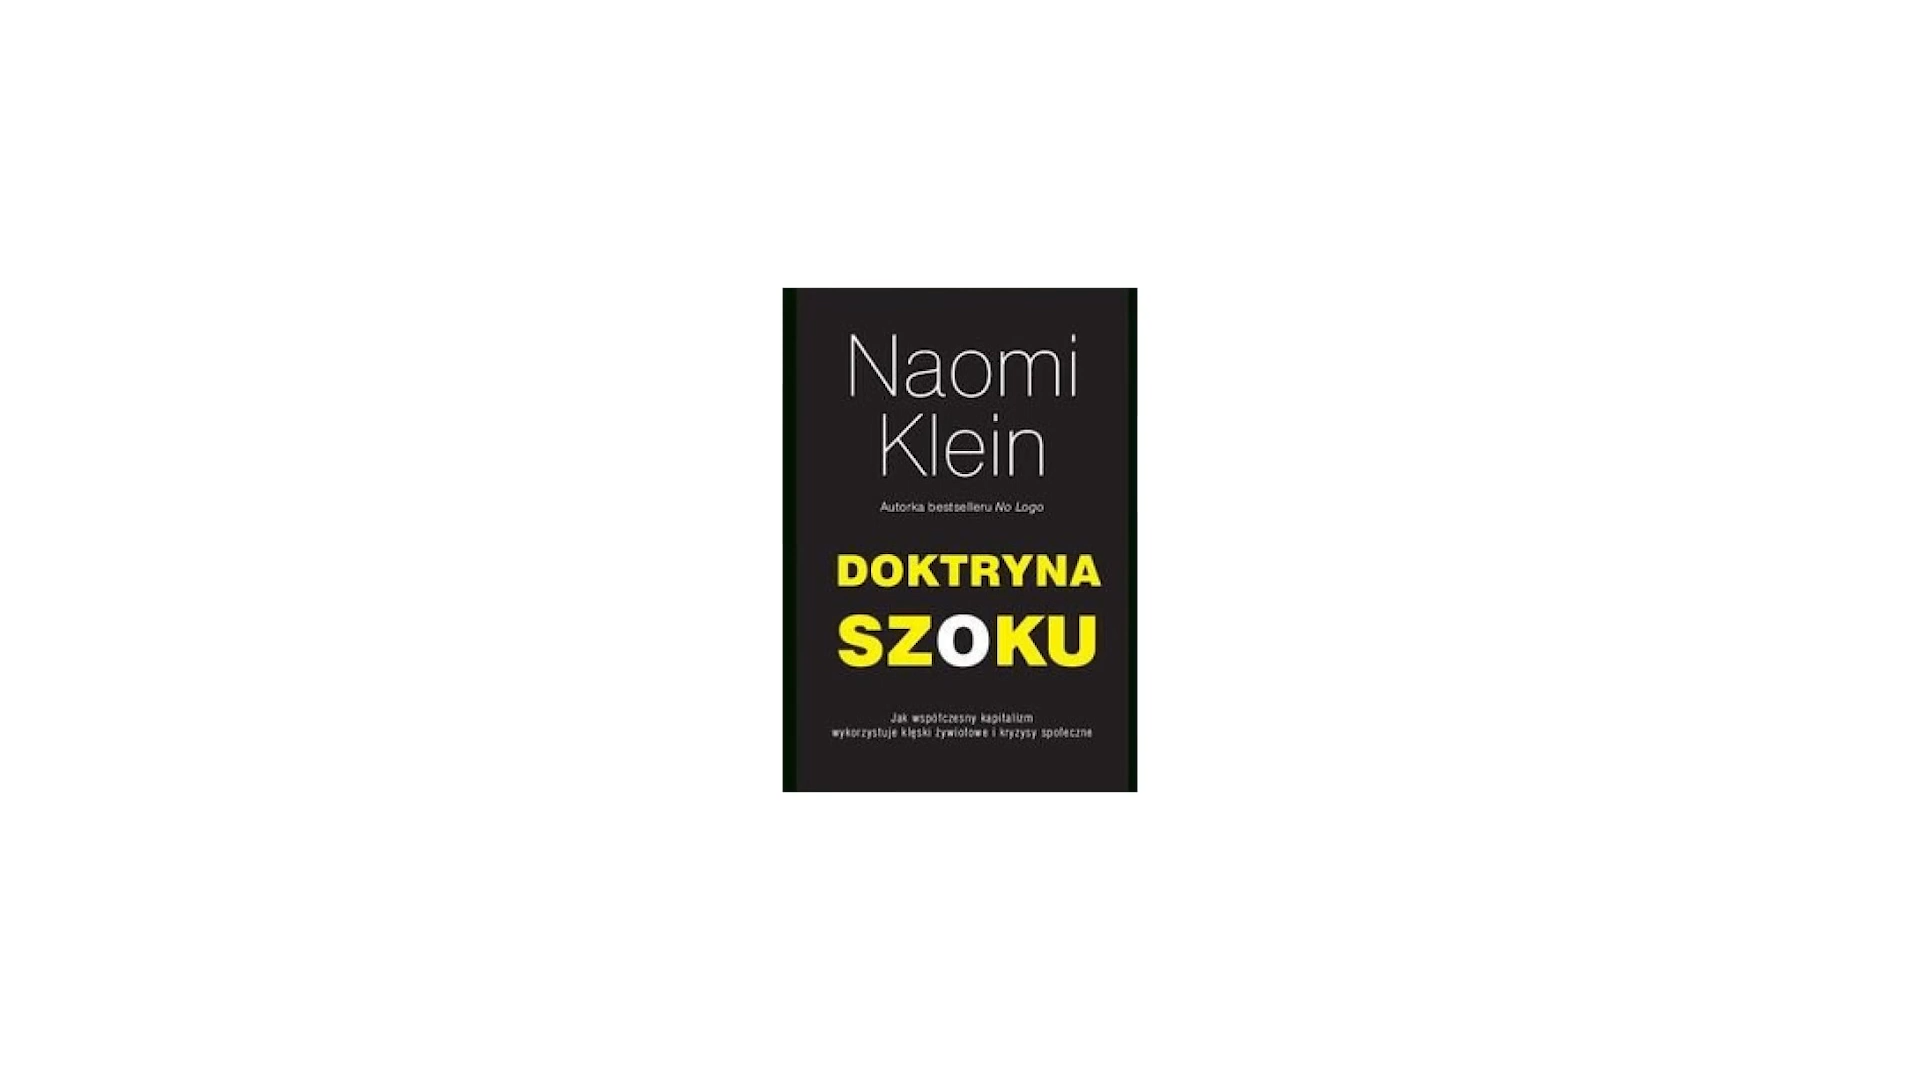 Naomi
Klein
Autorka bestselleru No Logo
DOKTRYNA
SZOKU
Jak współczesny kapitalizm
wykorzystuje klęski żywiołowe i kryzysy społeczne